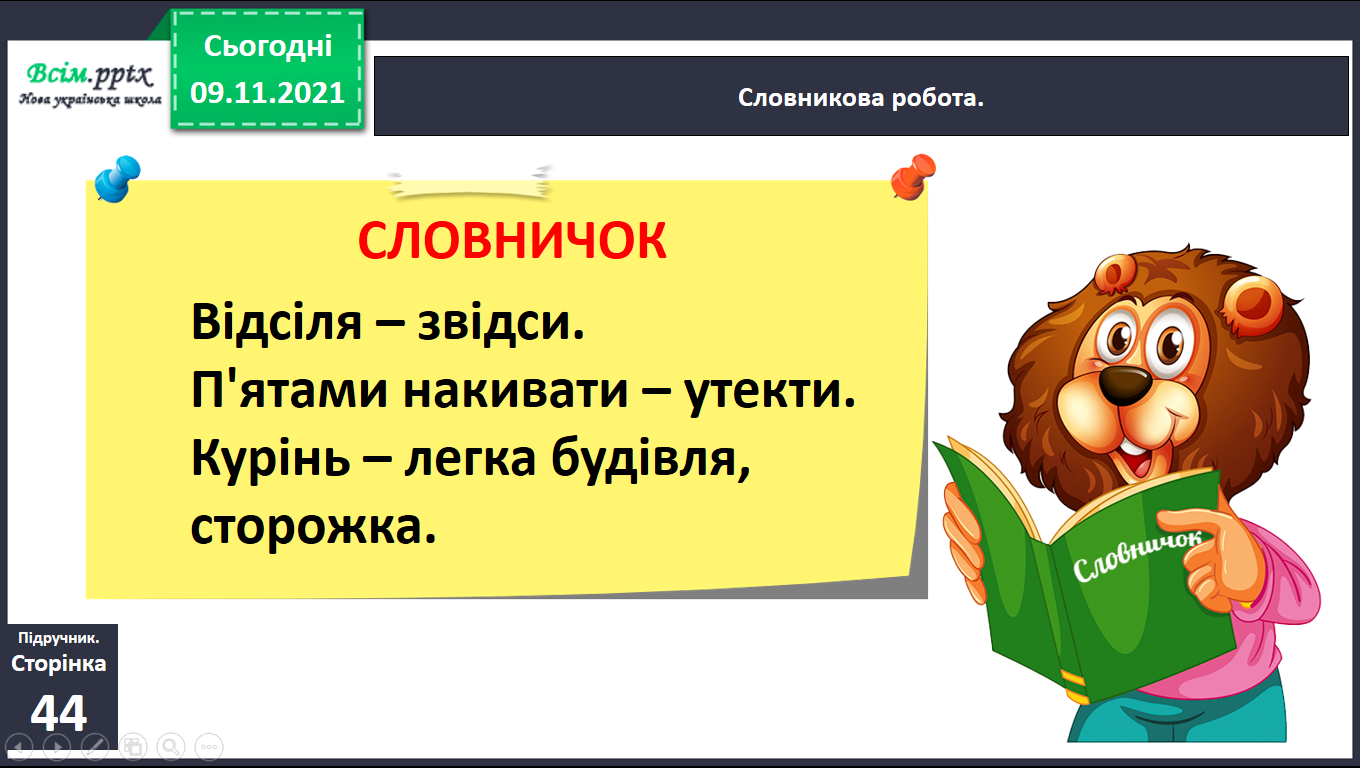 Всім.pptx
Нова українська школа
Сьогодні
09.11.2021
Словникова робота.
СЛОВНИЧОК
Відсіля – звідси.
П'ятами накивати – утекти.
Курінь – легка будівля,
сторожка.
Словничок
Підручник.
Сторінка
44